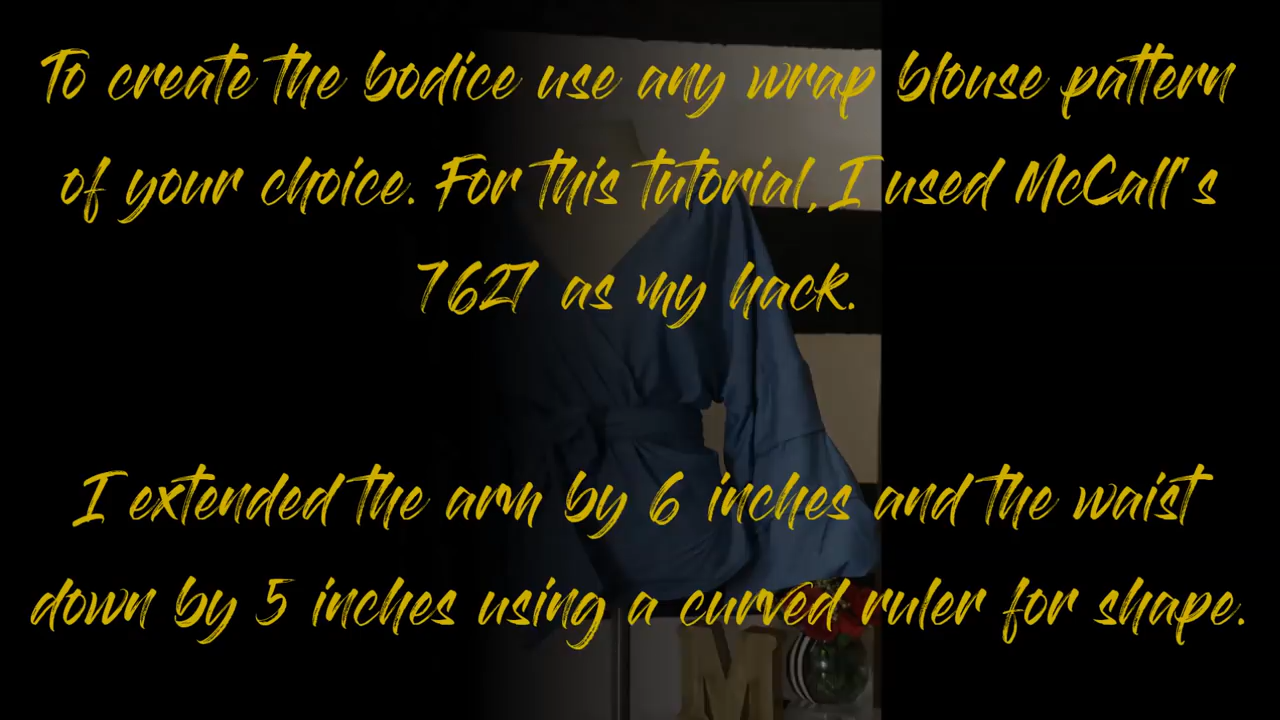 To create the bodice use any wrap blouse pattern
of your choice. For this tutorial, I used McCall's
7627 as my hack.
I extended the arm by 6 inches and the waist
down by 5 inches using a curved ruler for shape.
M